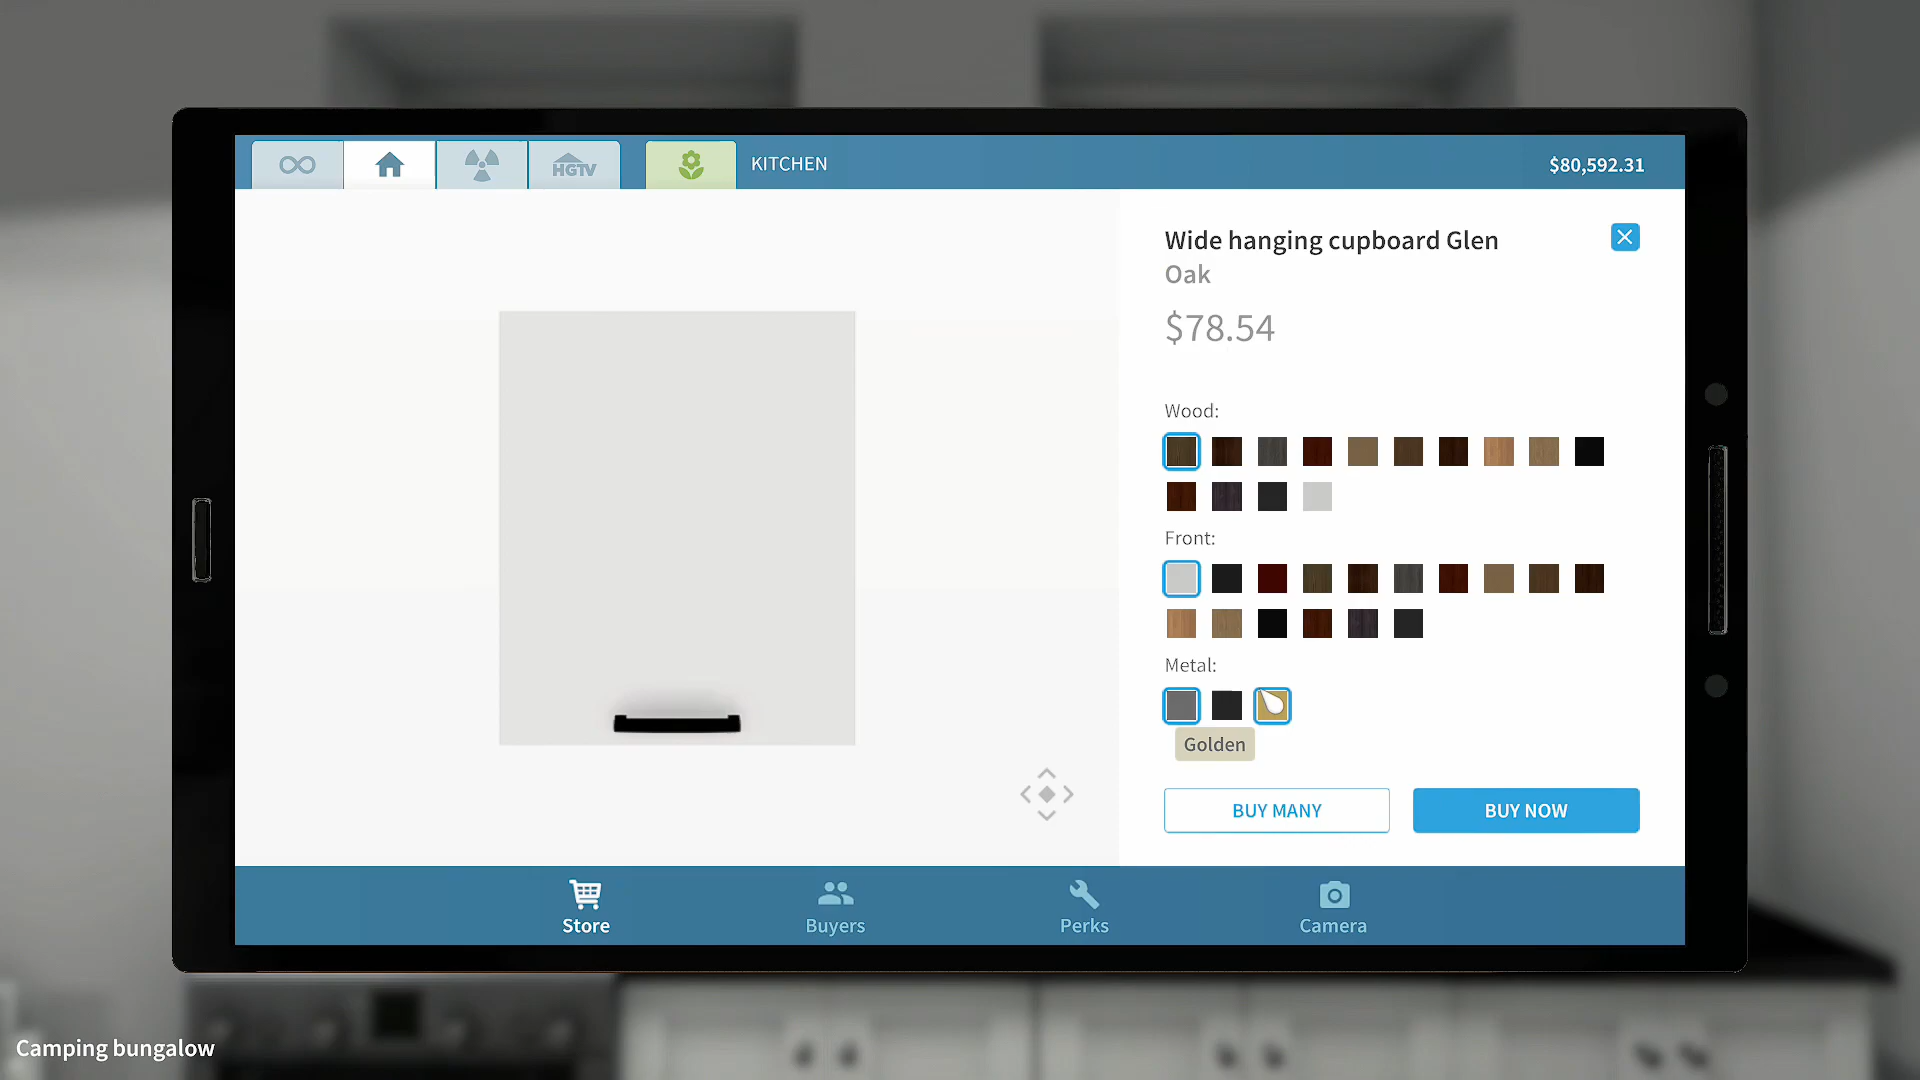 HGTV
KITCHEN
$80,592.31
Wide hanging cupboard Glen
Oak
$78.54
Wood:
Front:
Metal:
Golden
BUY MANY
BUY NOW
Store
Buyers
Perks
Camera
Camping bungalow